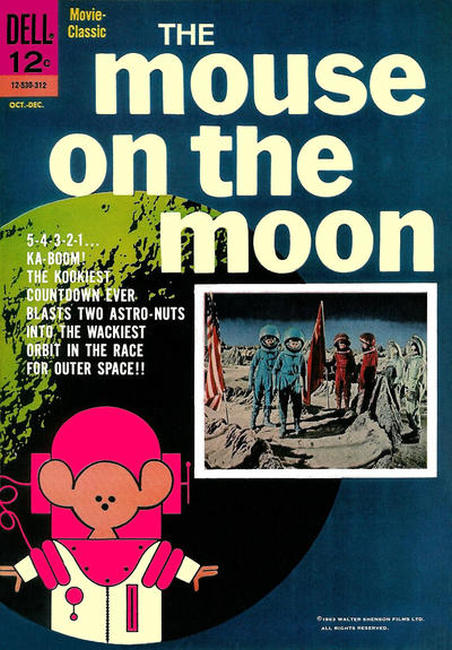 DELL
12¢
12-530-312
OCT.-DEC.
Movie-
Classic
THE
mouse
on the
moon
5-4-3-2-1...
KA-BOOM!
THE KOOKIEST
COUNTDOWN EVER
BLASTS TWO ASTRO-NUTS
INTO THE WACKIEST
ORBIT IN THE RACE
FOR OUTER SPACE!!
©1963 WALTER SHENSON FILMS LTD.
ALL RIGHTS RESERVED.